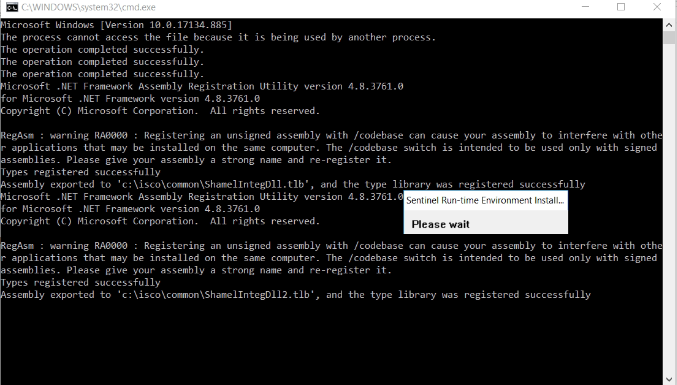 C:\WINDOWS\system32\cmd.exe
Microsoft Windows [Version 10.0.17134.885]
The process cannot access the file because it is being used by another process.
The operation completed successfully.
The operation completed successfully.
The operation completed successfully.
Microsoft .NET Framework Assembly Registration Utility version 4.8.3761.0
for Microsoft .NET Framework version 4.8.3761.0
Copyright (C) Microsoft Corporation.  All rights reserved.
RegAsm : warning RA0000 : Registering an unsigned assembly with /codebase can cause your assembly to interfere with othe
r applications that may be installed on the same computer. The /codebase switch is intended to be used only with signed
assemblies. Please give your assembly a strong name and re-register it.
Types registered successfully
Assembly exported to 'c:\isco\common\ShamelIntegDll.tlb', and the type library was registered successfully
Microsoft .NET Framework Assembly Registration Utility version 4.8.3761.0
for Microsoft .NET Framework version 4.8.3761.0
Copyright (C) Microsoft Corporation.  All rights reserved.
Sentinel Run-time Environment Install...
Please wait
RegAsm : warning RA0000 : Registering an unsigned assembly with /codebase can cause your assembly to interfere with othe
r applications that may be installed on the same computer. The /codebase switch is intended to be used only with signed
assemblies. Please give your assembly a strong name and re-register it.
Types registered successfully
Assembly exported to 'c:\isco\common\ShamelIntegDll2.tlb', and the type library was registered successfully